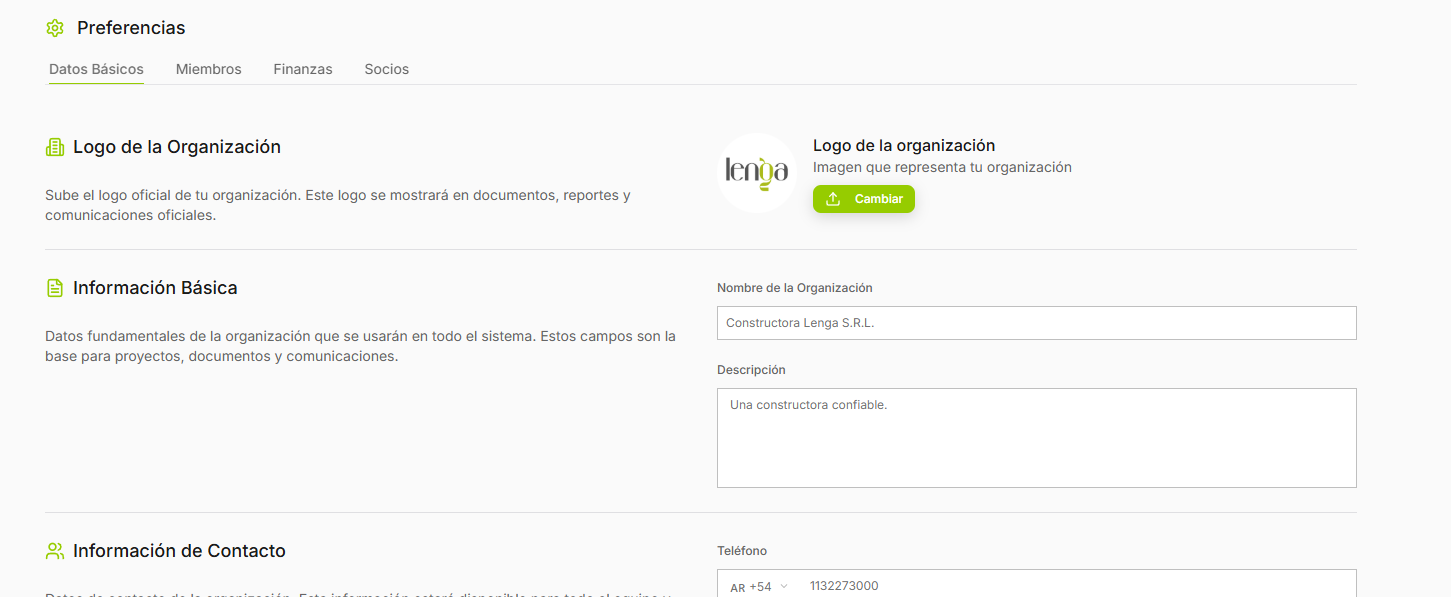 Preferencias
Datos Básicos Miembros Finanzas Socios
Logo de la Organización
Sube el logo oficial de tu organización. Este logo se mostrará en documentos, reportes y
comunicaciones oficiales.
lenga
Logo de la organización
Imagen que representa tu organización
Cambiar
Información Básica
Datos fundamentales de la organización que se usarán en todo el sistema. Estos campos son la
base para proyectos, documentos y comunicaciones.
Nombre de la Organización
Constructora Lenga S.R.L.
Descripción
Una constructora confiable.
Información de Contacto
Teléfono
AR +54 1132273000